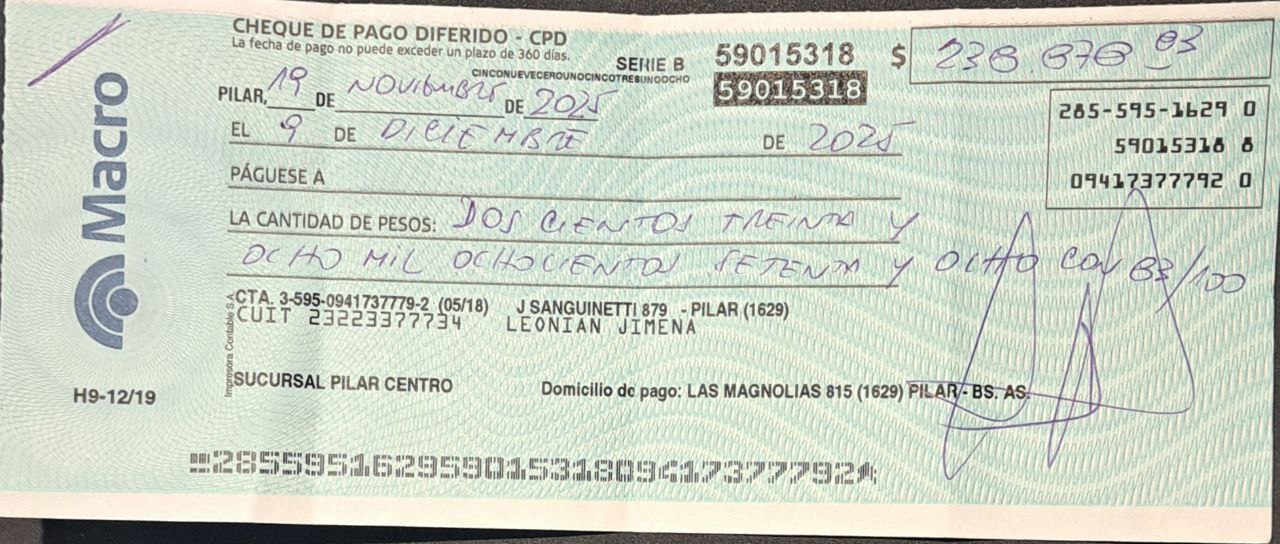 CHEQUE DE PAGO DIFERIDO - CPD
La fecha de pago no puede exceder un plazo de 360 días.
SERIE B 59015318 $ 238.878 83
CINCONUEVECEROUNOCINCOTRESUNOOCHO
59015318
PILAR, 19 DE NOVIEMBRE DE 2025
EL 9 DE DICIEMBRE DE 2025
285-595-1629 0
59015318 8
09417377792 0
PÁGUESE A
LA CANTIDAD DE PESOS: DOS CIENTOS TREINTA Y
OCHO MIL OCHOCIENTOS SETENTA Y OCHO CON 83/100
CTA. 3-595-0941737779-2 (05/18) J SANGUINETTI 879 - PILAR (1629)
CUIT 23223377734 LEONIAN JIMENA
SUCURSAL PILAR CENTRO
Domicilio de pago: LAS MAGNOLIAS 815 (1629) PILAR - BS. AS.
Macro
H9-12/19
Impresora Contable S.A.
285595162959015318094173777792